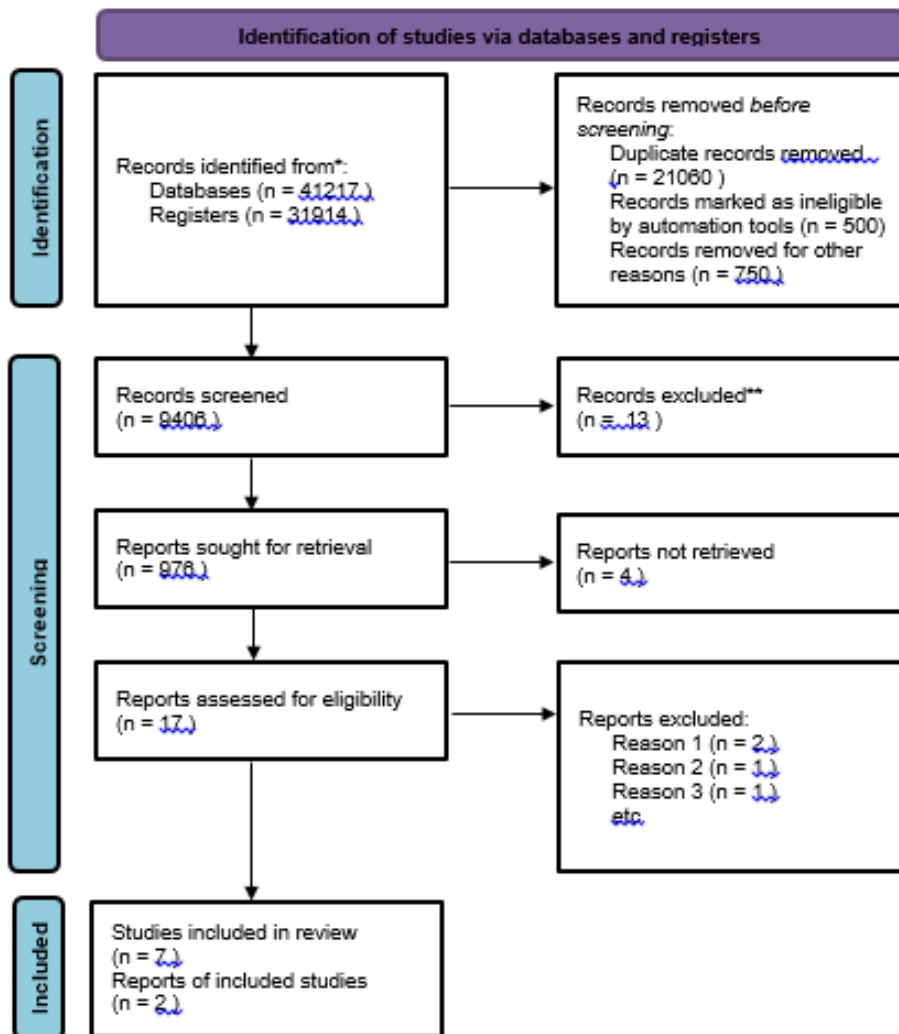 Identification of studies via databases and registers
Identification
Records identified from*:
Databases (n = 41217 )
Registers (n = 31914 )
Records removed before
screening:
Duplicate records removed
(n = 21060 )
Records marked as ineligible
by automation tools (n = 500)
Records removed for other
reasons (n = 750 )
Screening
Records screened
(n = 9406 )
Records excluded**
(n = 13 )
Reports sought for retrieval
(n = 976 )
Reports not retrieved
(n = 4 )
Reports assessed for eligibility
(n = 17 )
Reports excluded:
Reason 1 (n = 2 )
Reason 2 (n = 1 )
Reason 3 (n = 1 )
etc.
Included
Studies included in review
(n = 7 )
Reports of included studies
(n = 2 )